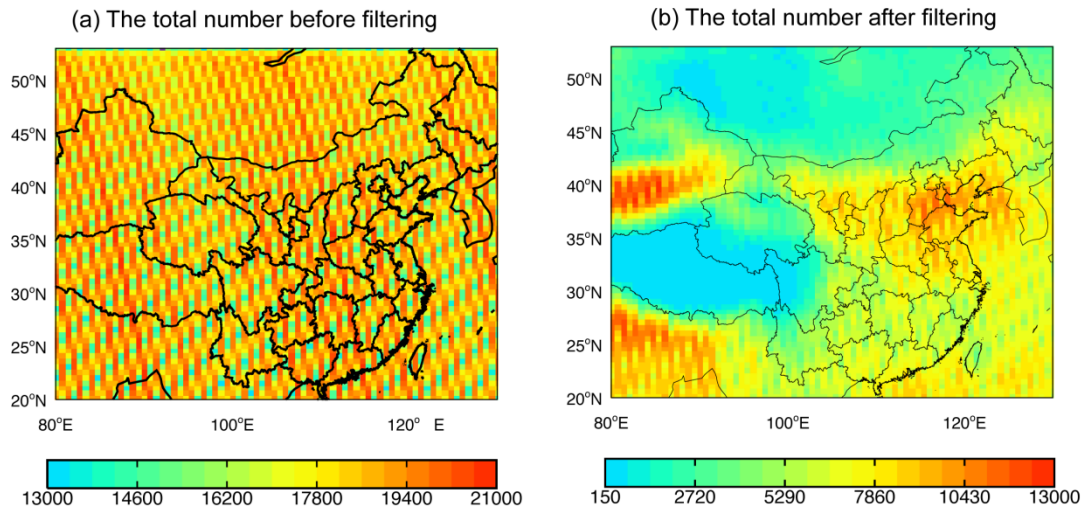 (a) The total number before filtering
50°N
45°N
40°N
35°N
30°N
25°N
20°N
80°E 100°E 120° E
13000 14600 16200 17800 19400 21000
(b) The total number after filtering
50°N
45°N
40°N
35°N
30°N
25°N
20°N
80°E 100°E 120°E
150 2720 5290 7860 10430 13000